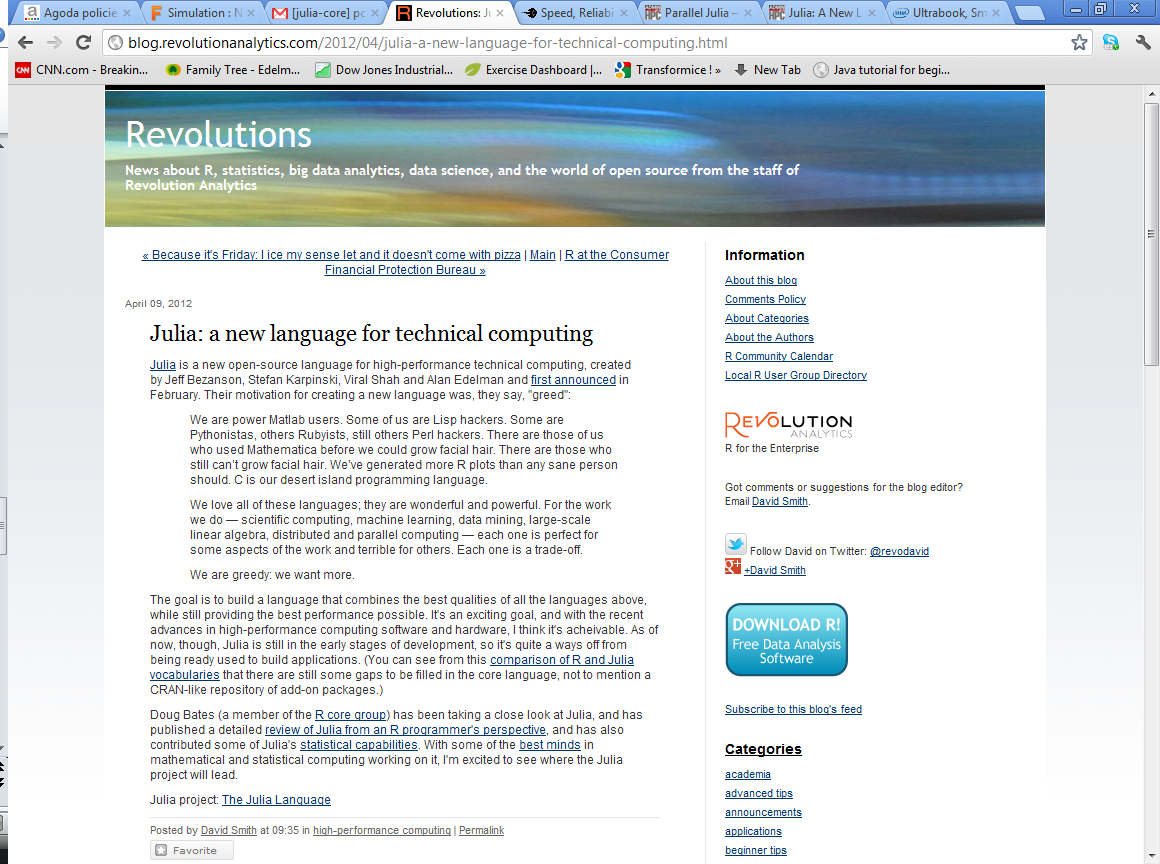 Agoda policie
Simulation : N
[julia-core] po
Revolutions: Ju
Speed, Reliabi
Parallel Julia
Julia: A New L
Ultrabook, Sm
blog.revolutionanalytics.com/2012/04/julia-a-new-language-for-technical-computing.html
CNN.com - Breakin...
Family Tree - Edelm...
Dow Jones Industrial...
Exercise Dashboard |...
Transformice ! »
New Tab
Java tutorial for begi...
Revolutions
News about R, statistics, big data analytics, data science, and the world of open source from the staff of
Revolution Analytics
« Because it's Friday: I ice my sense let and it doesn't come with pizza | Main | R at the Consumer
Financial Protection Bureau »
April 09, 2012
Julia: a new language for technical computing
Julia is a new open-source language for high-performance technical computing, created
by Jeff Bezanson, Stefan Karpinski, Viral Shah and Alan Edelman and first announced in
February. Their motivation for creating a new language was, they say, "greed":
We are power Matlab users. Some of us are Lisp hackers. Some are
Pythonistas, others Rubyists, still others Perl hackers. There are those of us
who used Mathematica before we could grow facial hair. There are those who
still can't grow facial hair. We've generated more R plots than any sane person
should. C is our desert island programming language.
We love all of these languages; they are wonderful and powerful. For the work
we do — scientific computing, machine learning, data mining, large-scale
linear algebra, distributed and parallel computing — each one is perfect for
some aspects of the work and terrible for others. Each one is a trade-off.
We are greedy: we want more.
The goal is to build a language that combines the best qualities of all the languages above,
while still providing the best performance possible. It's an exciting goal, and with the recent
advances in high-performance computing software and hardware, I think it's acheivable. As of
now, though, Julia is still in the early stages of development, so it's quite a ways off from
being ready used to build applications. (You can see from this comparison of R and Julia
vocabularies that there are still some gaps to be filled in the core language, not to mention a
CRAN-like repository of add-on packages.)
Doug Bates (a member of the R core group) has been taking a close look at Julia, and has
published a detailed review of Julia from an R programmer's perspective, and has also
contributed some of Julia's statistical capabilities. With some of the best minds in
mathematical and statistical computing working on it, I'm excited to see where the Julia
project will lead.
Julia project: The Julia Language
Posted by David Smith at 09:35 in high-performance computing | Permalink
Favorite
Information
About this blog
Comments Policy
About Categories
About the Authors
R Community Calendar
Local R User Group Directory
REVOLUTION
ANALYTICS
R for the Enterprise
Got comments or suggestions for the blog editor?
Email David Smith.
Follow David on Twitter: @revodavid
+David Smith
DOWNLOAD R!
Free Data Analysis
Software
Subscribe to this blog's feed
Categories
academia
advanced tips
announcements
applications
beginner tips